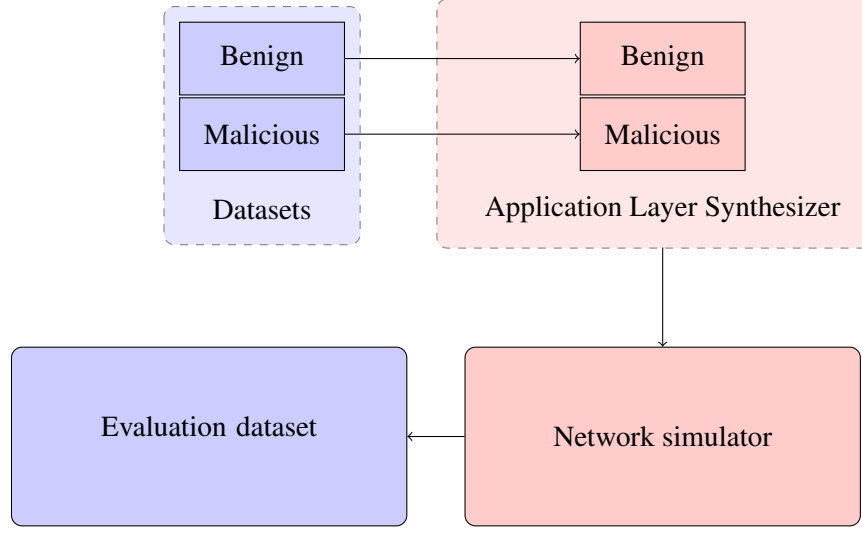 Benign
Malicious
Datasets
Benign
Malicious
Application Layer Synthesizer
Evaluation dataset
Network simulator